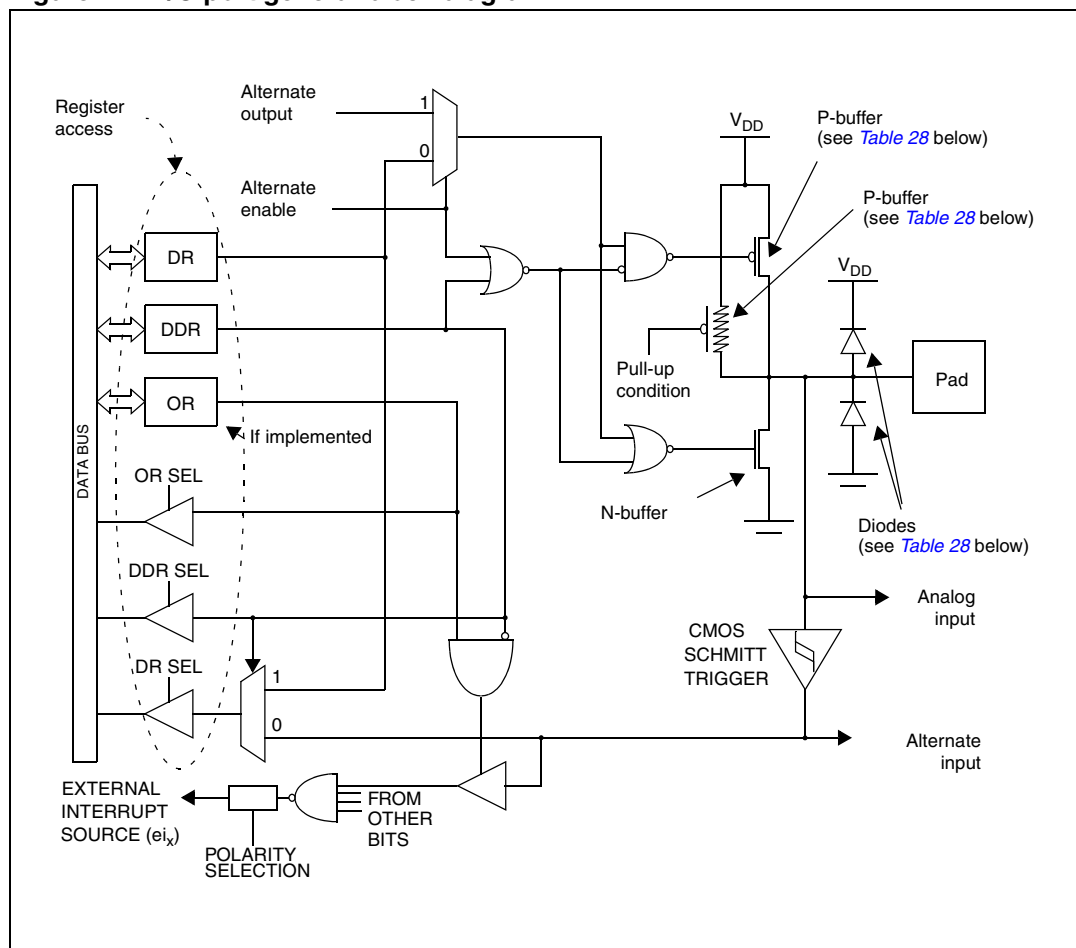 Alternate
output
1
0
Register
access
Alternate
enable
V_DD
P-buffer
(see Table 28 below)
P-buffer
(see Table 28 below)
DR
DDR
OR
If implemented
DATA BUS
V_DD
Pull-up
condition
Pad
N-buffer
Diodes
(see Table 28 below)
OR SEL
DDR SEL
DR SEL
1
0
Analog
input
CMOS
SCHMITT
TRIGGER
Alternate
input
EXTERNAL
INTERRUPT
SOURCE (ei_x)
POLARITY
SELECTION
FROM
OTHER
BITS